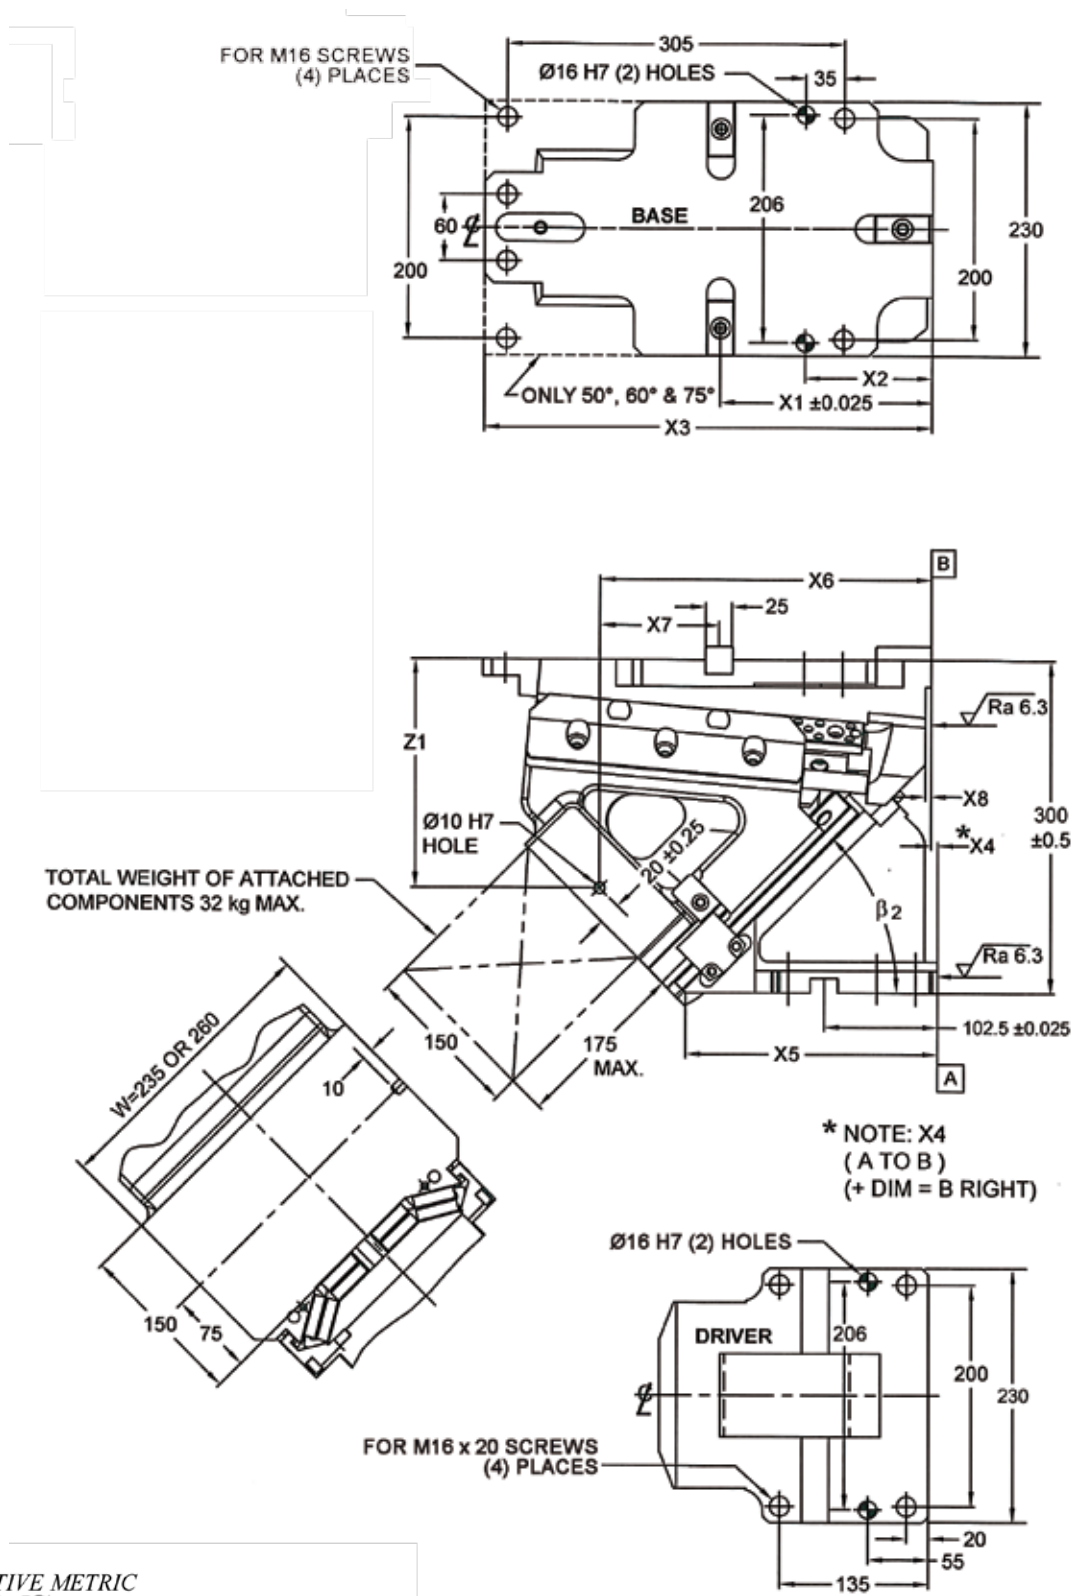 305
FOR M16 SCREWS
(4) PLACES
Ø16 H7 (2) HOLES
35
BASE
206
60
℄
230
200
200
X2
ONLY 50°, 60° & 75°
X1 ±0.025
X3
B
X6
25
X7
Ra 6.3
Z1
X8
Ø10 H7
HOLE
20 ±0.25
300
±0.5
*X4
TOTAL WEIGHT OF ATTACHED
COMPONENTS 32 kg MAX.
β2
Ra 6.3
102.5 ±0.025
150
175
MAX.
X5
W=235 OR 260
10
A
* NOTE: X4
( A TO B )
(+ DIM = B RIGHT)
Ø16 H7 (2) HOLES
150
75
DRIVER
206
200
230
℄
FOR M16 x 20 SCREWS
(4) PLACES
20
55
135
TIVE METRIC